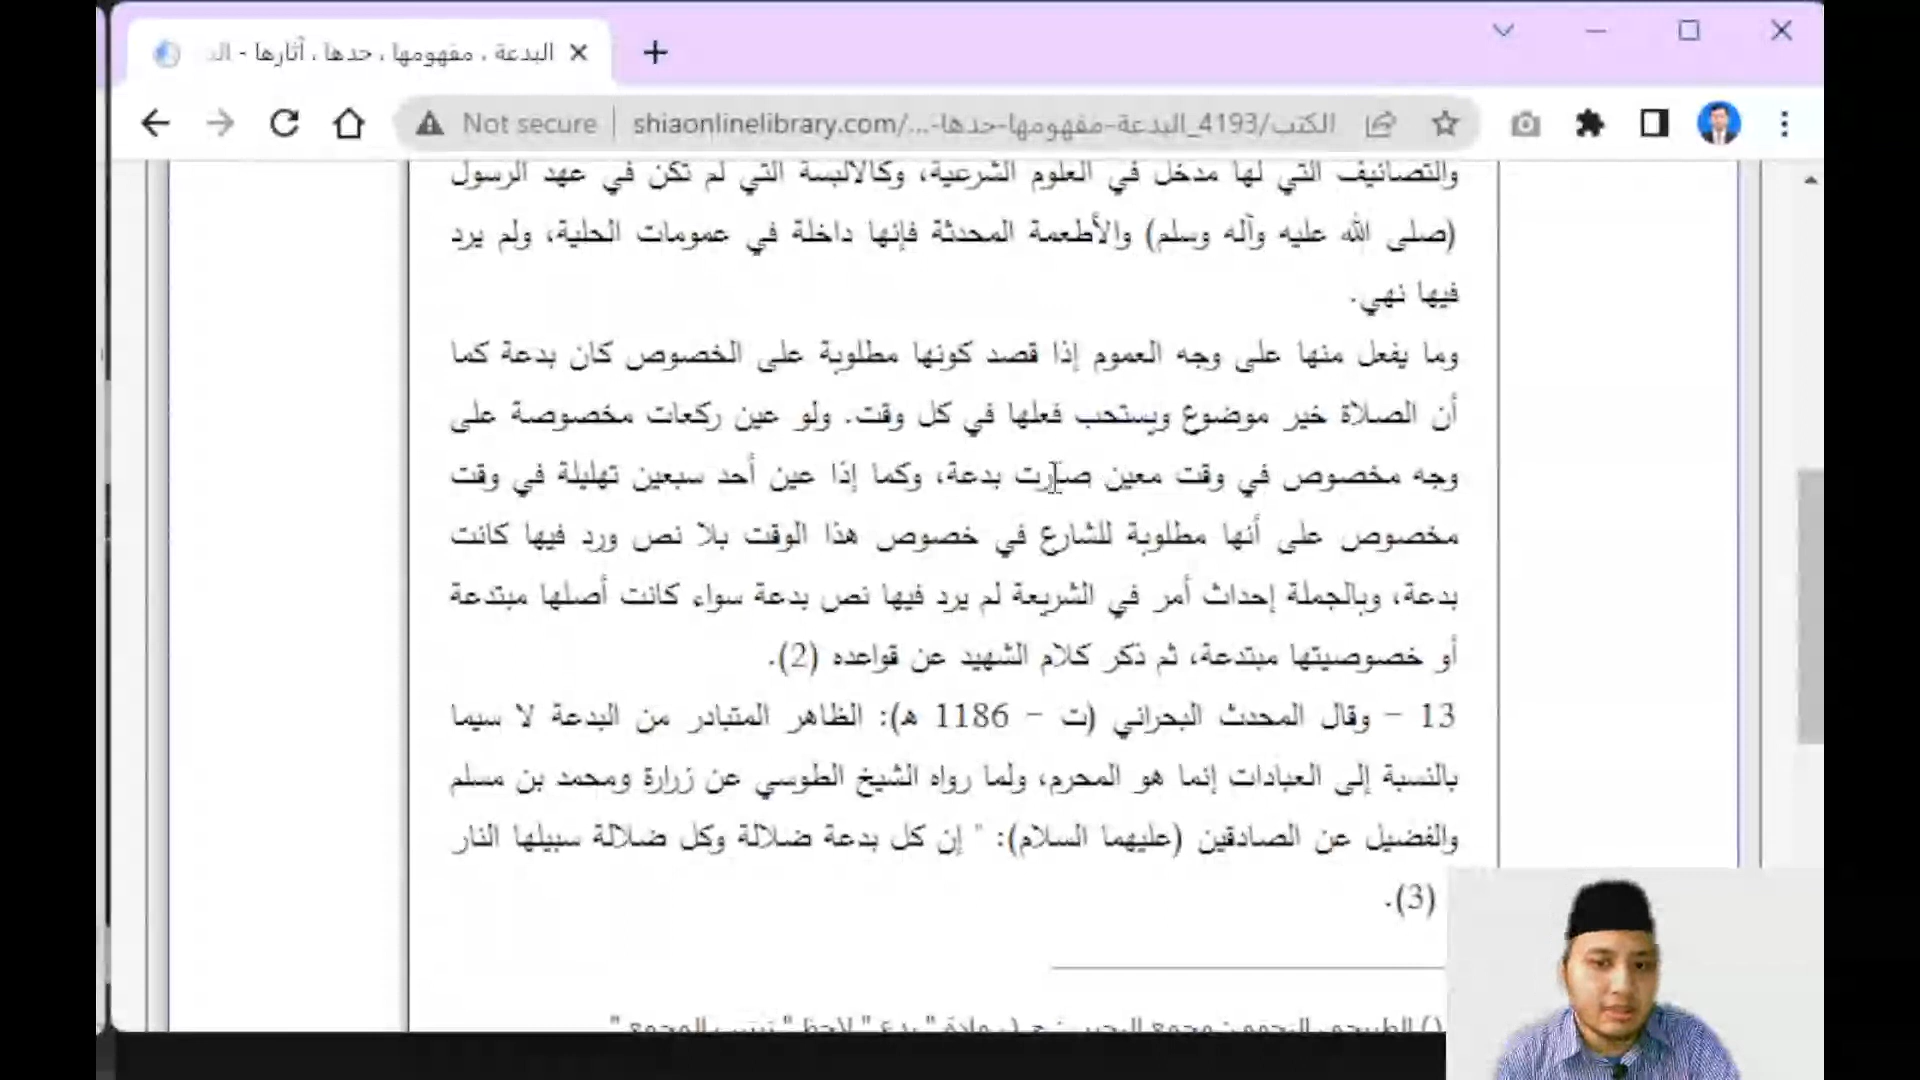 البدعة ، مفهومها ، حدها ، آثارها - الـ
Not secure
shiaonlinelibrary.com/...الكتب/4193_البدعة-مفهومها-حدها-
والتصانيف التي لها مدخل في العلوم الشرعية، وكالألبسة التي لم تكن في عهد الرسول
(صلى الله عليه وآله وسلم) والأطعمة المحدثة فإنها داخلة في عمومات الحلية، ولم يرد
فيها نهي.
وما يفعل منها على وجه العموم إذا قصد كونها مطلوبة على الخصوص كان بدعة كما
أن الصلاة خير موضوع ويستحب فعلها في كل وقت. ولو عين ركعات مخصوصة على
وجه مخصوص في وقت معين صارت بدعة، وكما إذا عين أحد سبعين تهليلة في وقت
مخصوص على أنها مطلوبة للشارع في خصوص هذا الوقت بلا نص ورد فيها كانت
بدعة، وبالجملة إحداث أمر في الشريعة لم يرد فيها نص بدعة سواء كانت أصلها مبتدعة
أو خصوصيتها مبتدعة، ثم ذكر كلام الشهيد عن قواعده (2).
13 - وقال المحدث البحراني (ت - 1186 هـ): الظاهر المتبادر من البدعة لا سيما
بالنسبة إلى العبادات إنما هو المحرم، ولما رواه الشيخ الطوسي عن زرارة ومحمد بن مسلم
والفضيل عن الصادقين (عليهما السلام): " إن كل بدعة ضلالة وكل ضلالة سبيلها النار
(3).